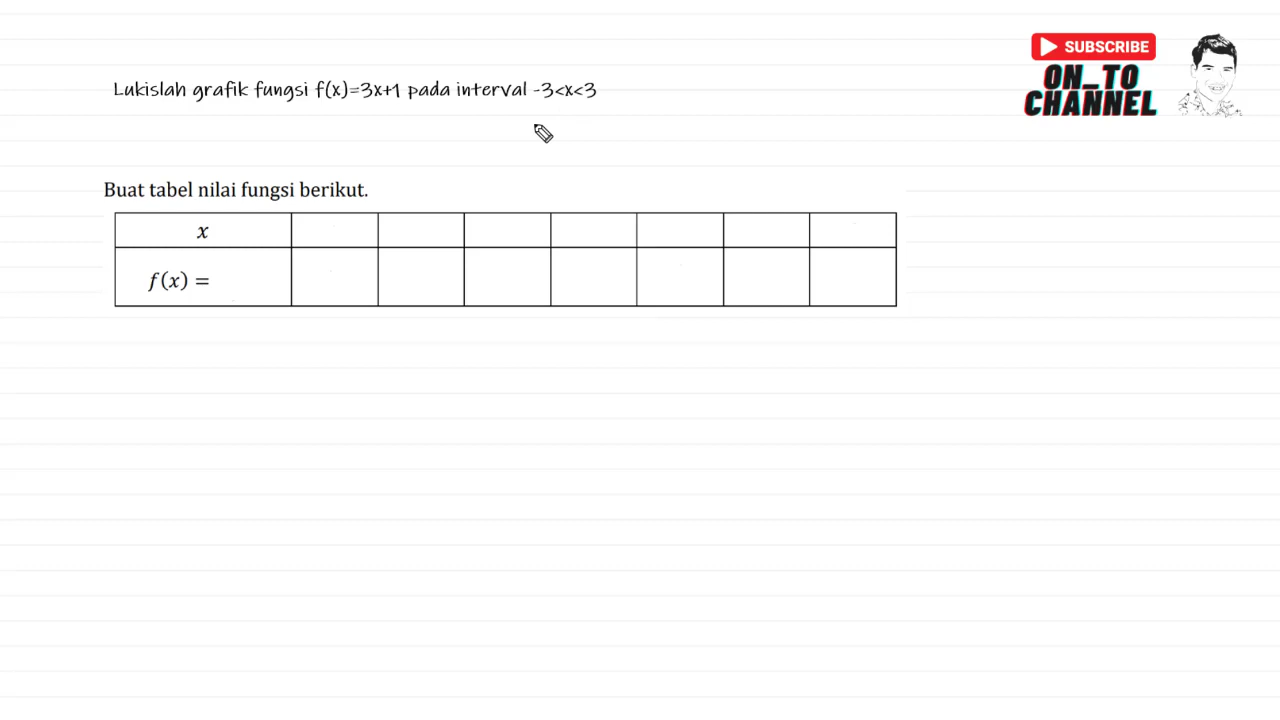 SUBSCRIBE
ON_TO
CHANNEL
Lukislah grafik fungsi f(x)=3x+1 pada interval -3<x<3
Buat tabel nilai fungsi berikut.
x
f(x) =